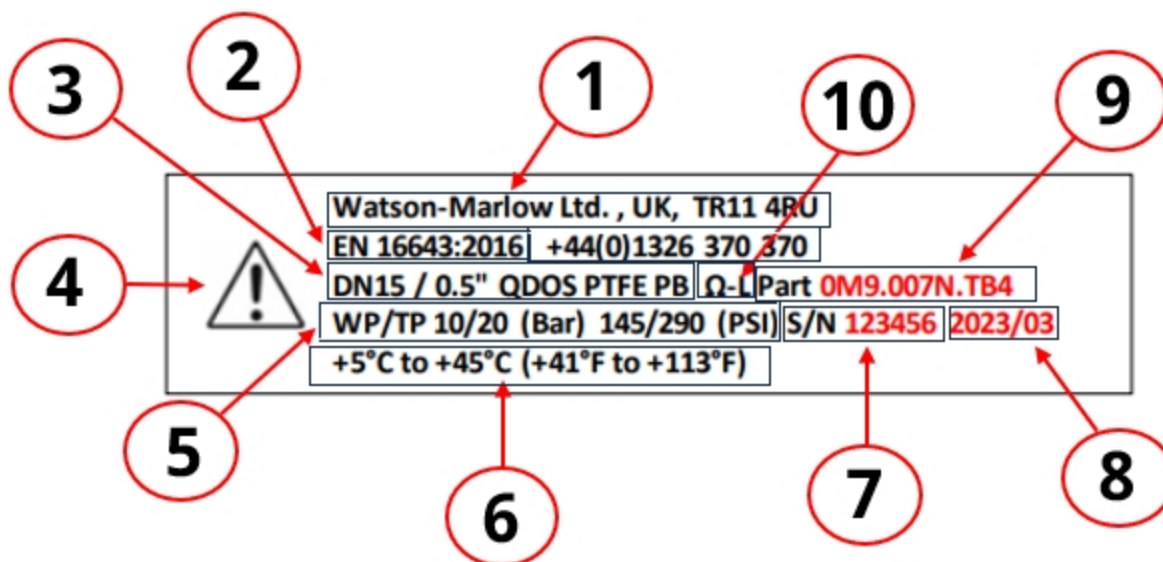 3
2
1
10
9
4
Watson-Marlow Ltd. , UK, TR11 4RU
EN 16643:2016 +44(0)1326 370 370
DN15 / 0.5" QDOS PTFE PB Ω-L Part 0M9.007N.TB4
WP/TP 10/20 (Bar) 145/290 (PSI) S/N 123456 2023/03
+5°C to +45°C (+41°F to +113°F)
5
6
7
8